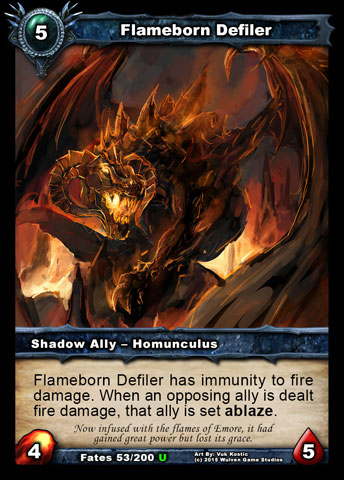 5
Flameborn Defiler
Shadow Ally – Homunculus
Flameborn Defiler has immunity to fire
damage. When an opposing ally is dealt
fire damage, that ally is set ablaze.
Now infused with the flames of Emore, it had
gained great power but lost its grace.
4
Fates 53/200 U
Art By: Vuk Kostic
(c) 2015 Wulven Game Studios
5